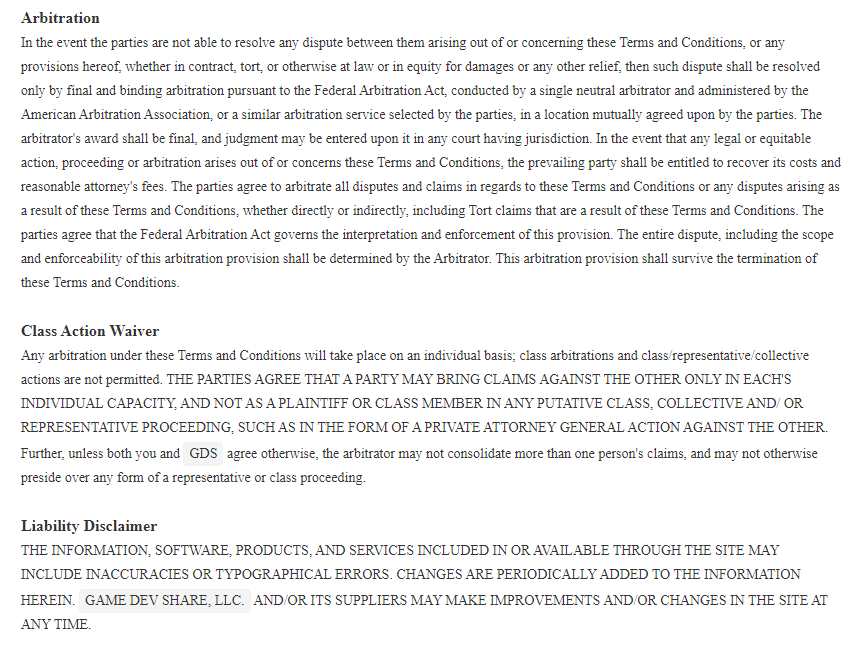 Arbitration
In the event the parties are not able to resolve any dispute between them arising out of or concerning these Terms and Conditions, or any
provisions hereof, whether in contract, tort, or otherwise at law or in equity for damages or any other relief, then such dispute shall be resolved
only by final and binding arbitration pursuant to the Federal Arbitration Act, conducted by a single neutral arbitrator and administered by the
American Arbitration Association, or a similar arbitration service selected by the parties, in a location mutually agreed upon by the parties. The
arbitrator's award shall be final, and judgment may be entered upon it in any court having jurisdiction. In the event that any legal or equitable
action, proceeding or arbitration arises out of or concerns these Terms and Conditions, the prevailing party shall be entitled to recover its costs and
reasonable attorney's fees. The parties agree to arbitrate all disputes and claims in regards to these Terms and Conditions or any disputes arising as
a result of these Terms and Conditions, whether directly or indirectly, including Tort claims that are a result of these Terms and Conditions. The
parties agree that the Federal Arbitration Act governs the interpretation and enforcement of this provision. The entire dispute, including the scope
and enforceability of this arbitration provision shall be determined by the Arbitrator. This arbitration provision shall survive the termination of
these Terms and Conditions.
Class Action Waiver
Any arbitration under these Terms and Conditions will take place on an individual basis; class arbitrations and class/representative/collective
actions are not permitted. THE PARTIES AGREE THAT A PARTY MAY BRING CLAIMS AGAINST THE OTHER ONLY IN EACH'S
INDIVIDUAL CAPACITY, AND NOT AS A PLAINTIFF OR CLASS MEMBER IN ANY PUTATIVE CLASS, COLLECTIVE AND/ OR
REPRESENTATIVE PROCEEDING, SUCH AS IN THE FORM OF A PRIVATE ATTORNEY GENERAL ACTION AGAINST THE OTHER.
Further, unless both you and GDS agree otherwise, the arbitrator may not consolidate more than one person's claims, and may not otherwise
preside over any form of a representative or class proceeding.
Liability Disclaimer
THE INFORMATION, SOFTWARE, PRODUCTS, AND SERVICES INCLUDED IN OR AVAILABLE THROUGH THE SITE MAY
INCLUDE INACCURACIES OR TYPOGRAPHICAL ERRORS. CHANGES ARE PERIODICALLY ADDED TO THE INFORMATION
HEREIN. GAME DEV SHARE, LLC. AND/OR ITS SUPPLIERS MAY MAKE IMPROVEMENTS AND/OR CHANGES IN THE SITE AT
ANY TIME.